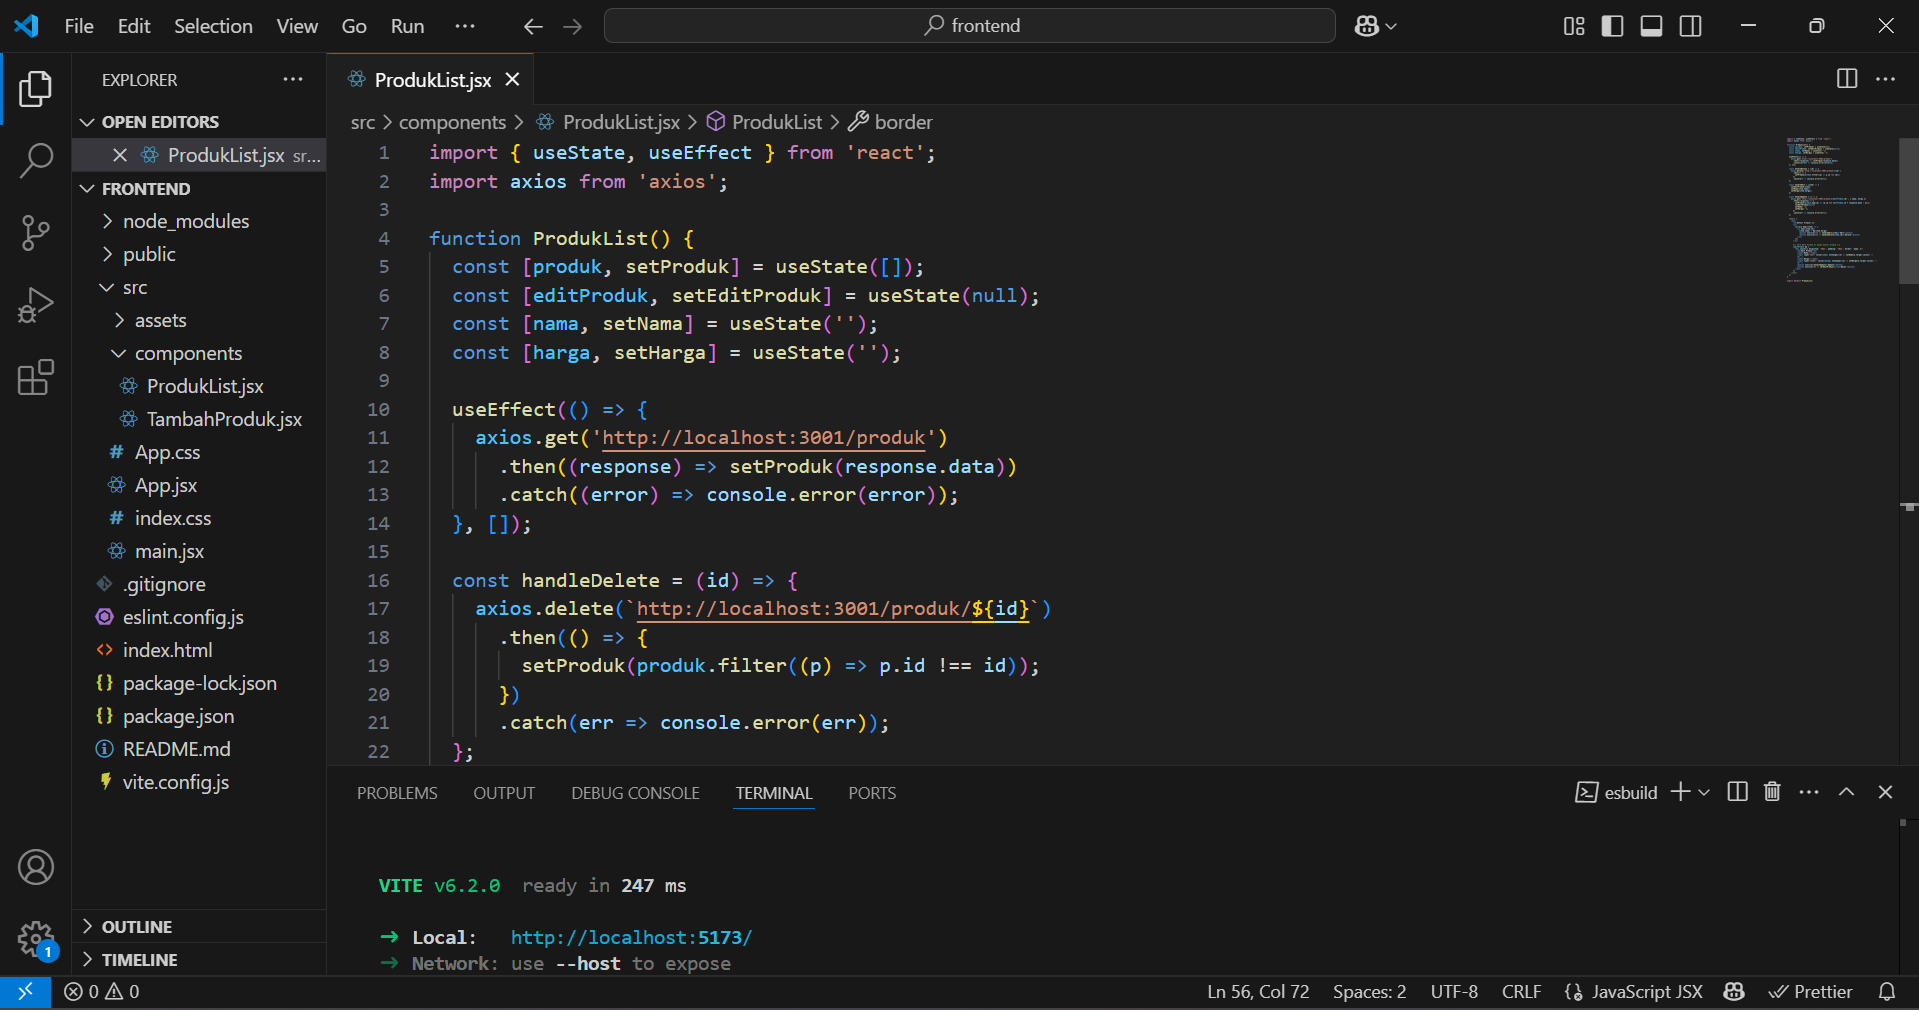 File Edit Selection View Go Run ···
frontend
EXPLORER ···
OPEN EDITORS
ProdukList.jsx sr...
FRONTEND
node_modules
public
src
assets
components
ProdukList.jsx
TambahProduk.jsx
App.css
App.jsx
index.css
main.jsx
.gitignore
eslint.config.js
index.html
package-lock.json
package.json
README.md
vite.config.js
OUTLINE
TIMELINE
1
ProdukList.jsx
src > components > ProdukList.jsx > ProdukList > border
1 import { useState, useEffect } from 'react';
2 import axios from 'axios';
3
4 function ProdukList() {
5 const [produk, setProduk] = useState([]);
6 const [editProduk, setEditProduk] = useState(null);
7 const [nama, setNama] = useState('');
8 const [harga, setHarga] = useState('');
9
10 useEffect(() => {
11 axios.get('http://localhost:3001/produk')
12 .then((response) => setProduk(response.data))
13 .catch((error) => console.error(error));
14 }, []);
15
16 const handleDelete = (id) => {
17 axios.delete(`http://localhost:3001/produk/${id}`)
18 .then(() => {
19 setProduk(produk.filter((p) => p.id !== id));
20 })
21 .catch(err => console.error(err));
22 };
PROBLEMS OUTPUT DEBUG CONSOLE TERMINAL PORTS
esbuild
VITE v6.2.0 ready in 247 ms
➜ Local: http://localhost:5173/
➜ Network: use --host to expose
0 0
Ln 56, Col 72 Spaces: 2 UTF-8 CRLF JavaScript JSX Prettier